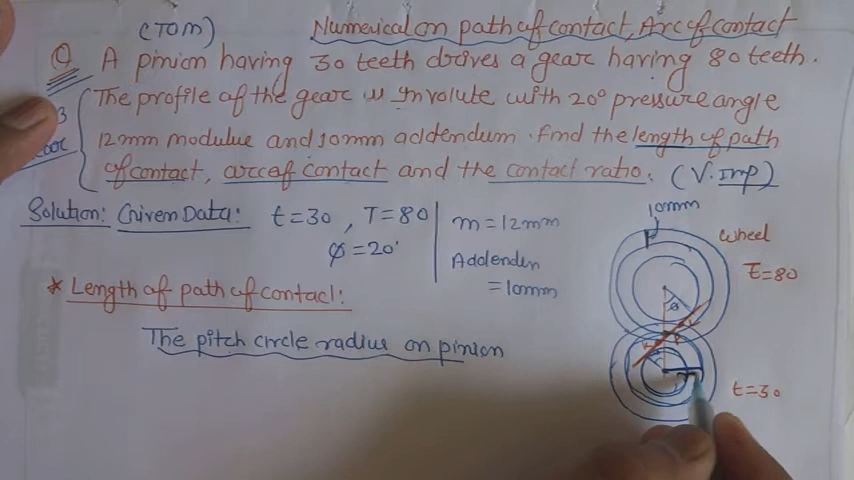 (TOM) Numerical on path of contact, Arc of contact
Q A pinion having 30 teeth drives a gear having 80 teeth.
The profile of the gear is Involute with 20° pressure angle
12mm module and 10mm addendum. Find the length of path
of contact, arc of contact and the contact ratio. (V.Imp)
Solution: Given Data: t=30, T=80 m=12mm
φ=20°
Addenden
=10mm
10mm
wheel
T=80
* Length of path of contact:
The pitch circle radius on pinion
t=30